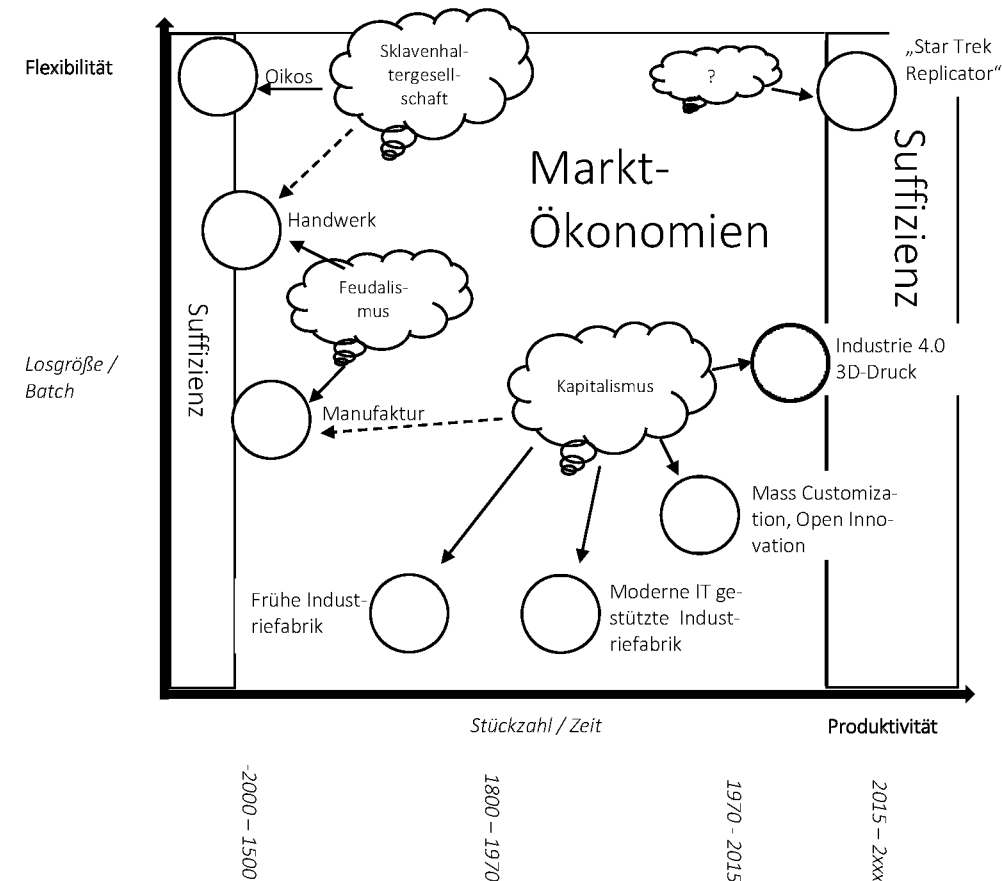 Flexibilität
Oikos
Sklavenhal-
tergesell-
schaft
?
„Star Trek
Replicator“
Markt-
Ökonomien
Suffizienz
Handwerk
Feudalis-
mus
Suffizienz
Losgröße /
Batch
Manufaktur
Kapitalismus
Industrie 4.0
3D-Druck
Mass Customiza-
tion, Open Inno-
vation
Frühe Indust-
riefabrik
Moderne IT ge-
stützte Indust-
riefabrik
Stückzahl / Zeit
Produktivität
-2000 – 1500
1800 – 1970
1970 - 2015
2015 – 2xxx